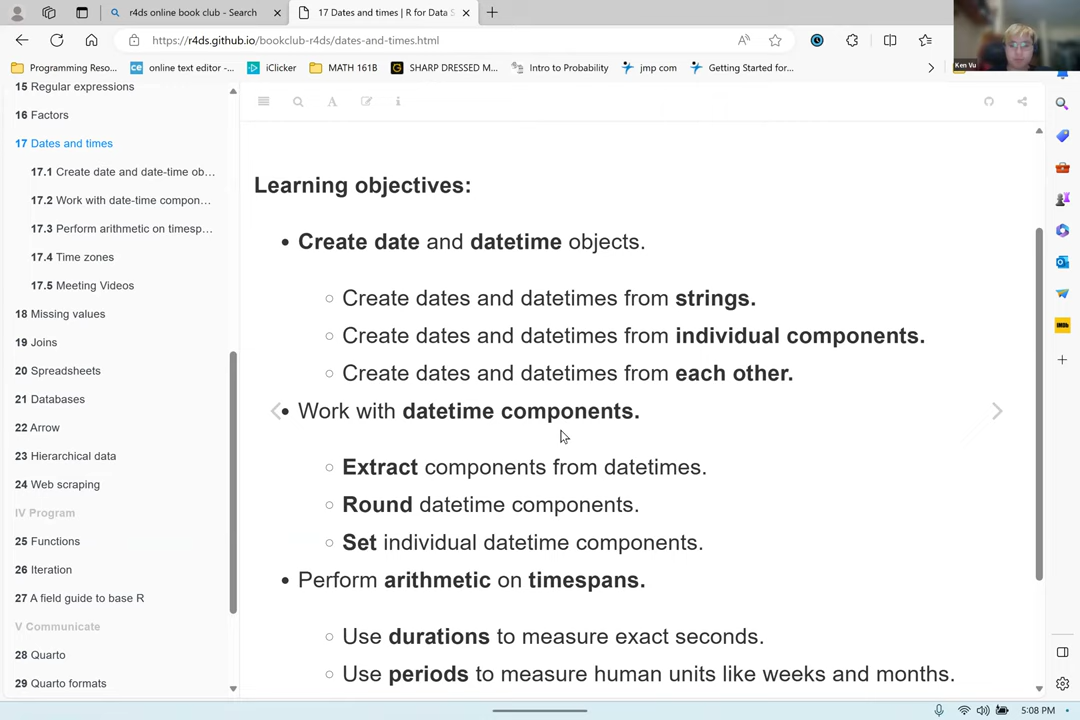 r4ds online book club - Search
17 Dates and times | R for Data S
https://r4ds.github.io/bookclub-r4ds/dates-and-times.html
Programming Reso...
ce online text editor -...
iClicker
MATH 161B
SHARP DRESSED M...
Intro to Probability
jmp com
Getting Started for...
Ken Vu
15 Regular expressions
16 Factors
17 Dates and times
17.1 Create date and date-time ob...
17.2 Work with date-time compon...
17.3 Perform arithmetic on timesp...
17.4 Time zones
17.5 Meeting Videos
18 Missing values
19 Joins
20 Spreadsheets
21 Databases
22 Arrow
23 Hierarchical data
24 Web scraping
IV Program
25 Functions
26 Iteration
27 A field guide to base R
V Communicate
28 Quarto
29 Quarto formats
Learning objectives:
• Create date and datetime objects.
○ Create dates and datetimes from strings.
○ Create dates and datetimes from individual components.
○ Create dates and datetimes from each other.
• Work with datetime components.
○ Extract components from datetimes.
○ Round datetime components.
○ Set individual datetime components.
• Perform arithmetic on timespans.
○ Use durations to measure exact seconds.
○ Use periods to measure human units like weeks and months.
IMDb
5:08 PM